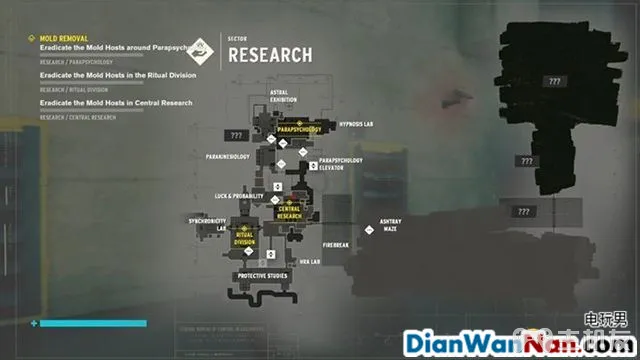 MOLD REMOVAL
Eradicate the Mold Hosts around Parapsycho
RESEARCH / PARAPSYCHOLOGY
Eradicate the Mold Hosts in the Ritual Division
RESEARCH / RITUAL DIVISION
Eradicate the Mold Hosts in Central Research
RESEARCH / CENTRAL RESEARCH
SECTOR
RESEARCH
ASTRAL
EXHIBITION
PARAPSYCHOLOGY
HYPNOSIS LAB
???
PARAKINESIOLOGY
PARAPSYCHOLOGY
ELEVATOR
LUCK & PROBABILITY
CENTRAL
RESEARCH
SYNCHRONICITY
LAB
RITUAL
DIVISION
ASHTRAY
MAZE
FIREBREAK
HRA LAB
PROTECTIVE STUDIES
???
???
???
电玩男
DianWanNan.com